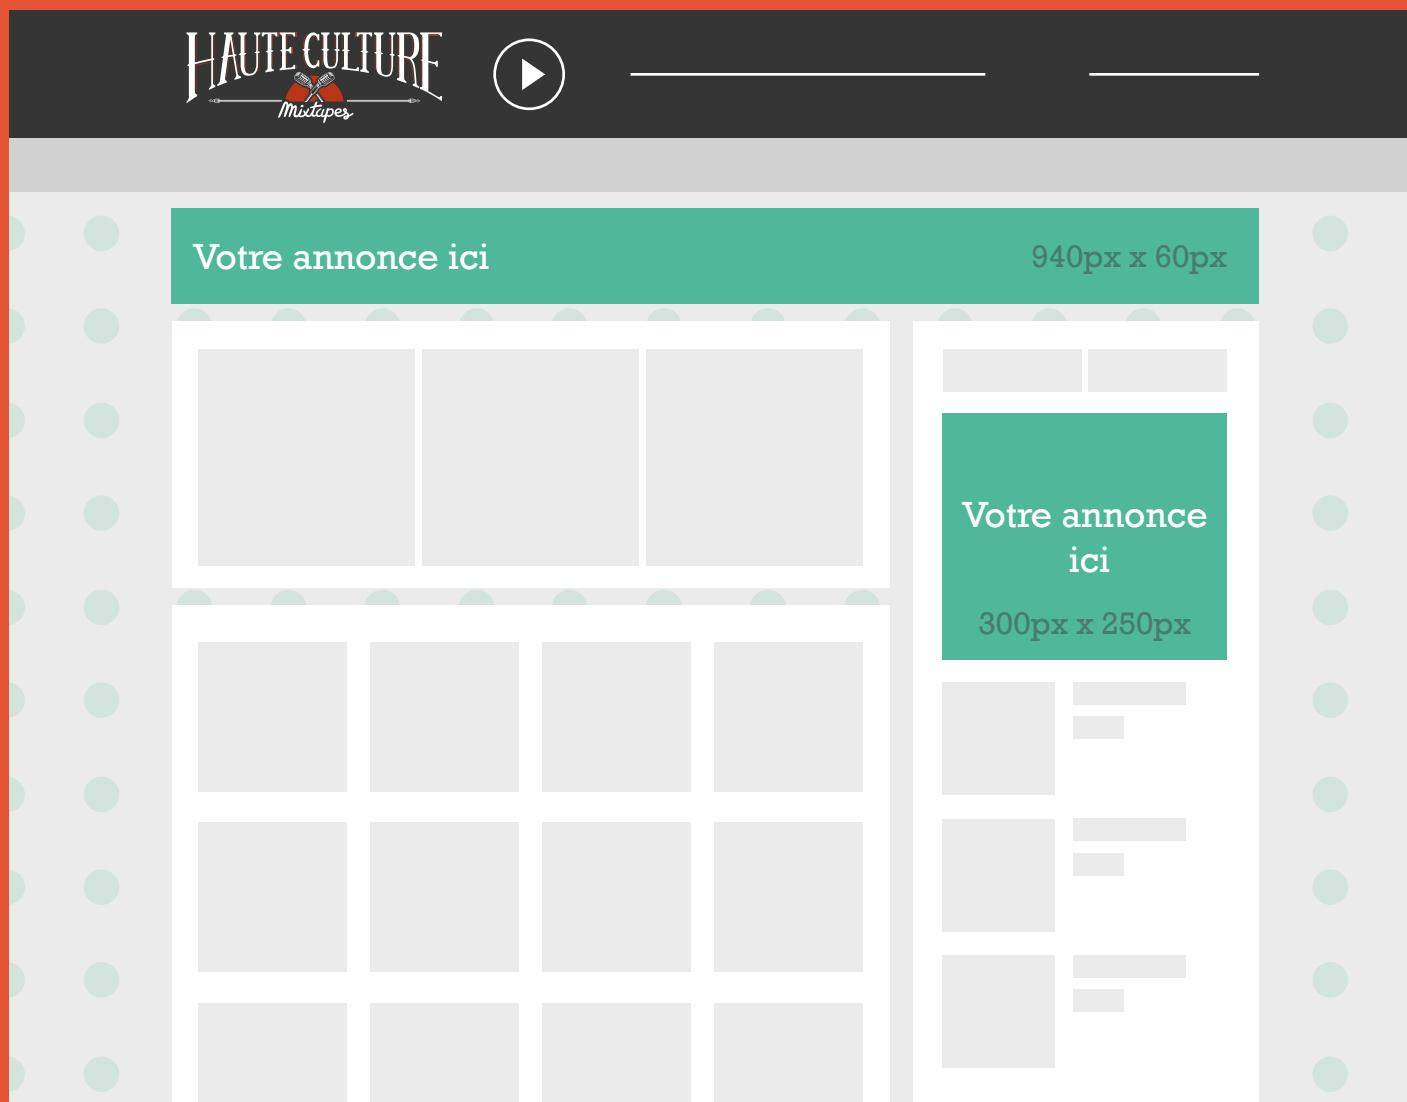 HAUTE CULTURE
Mixtapes
Votre annonce ici
940px x 60px
Votre annonce
ici
300px x 250px